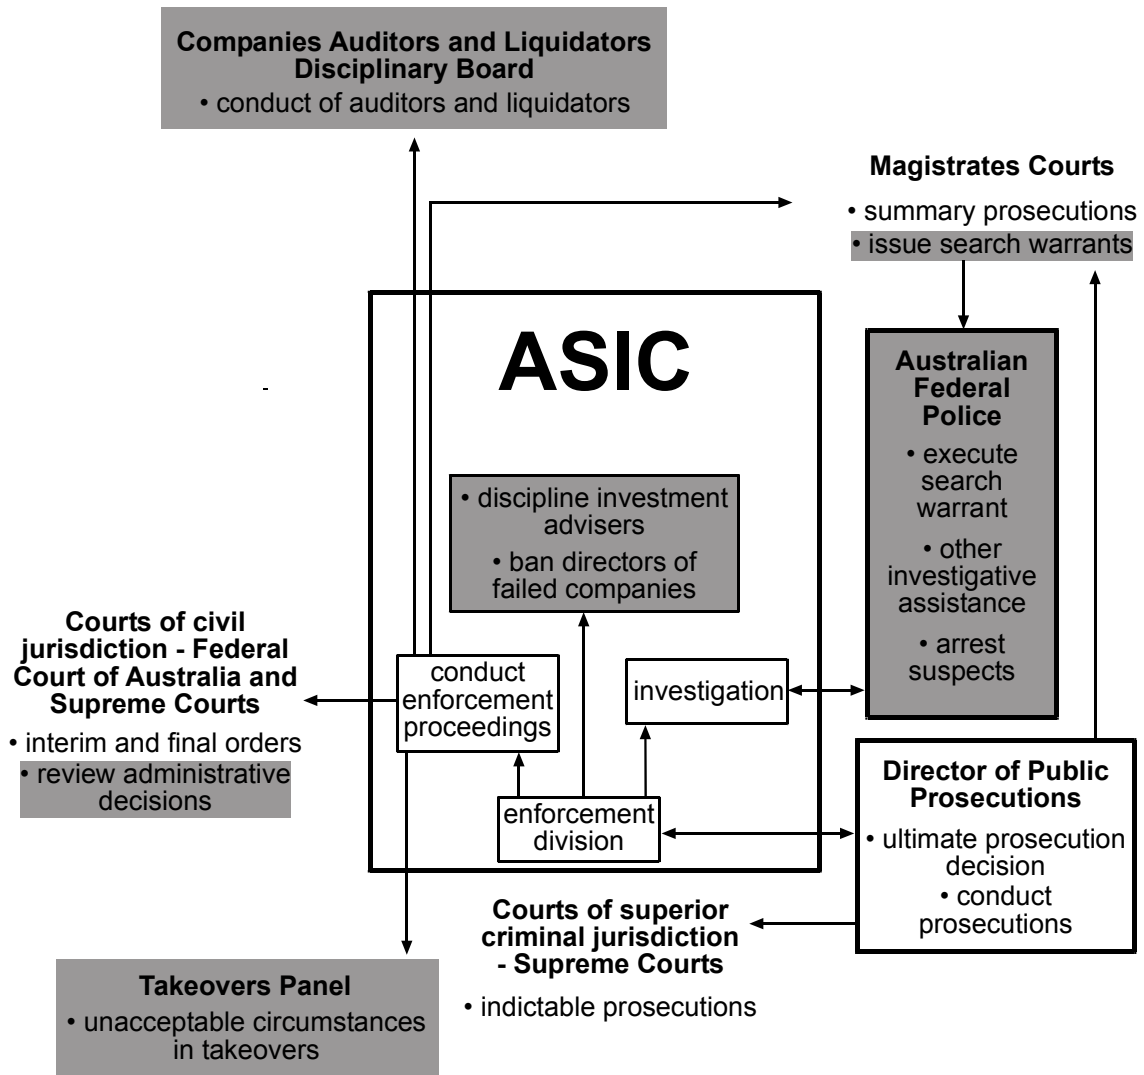 Companies Auditors and Liquidators
Disciplinary Board
• conduct of auditors and liquidators
Magistrates Courts
• summary prosecutions
• issue search warrants
ASIC
Australian
Federal
Police
• execute
search
warrant
• other
investigative
assistance
• arrest
suspects
• discipline investment
advisers
• ban directors of
failed companies
Courts of civil
jurisdiction - Federal
Court of Australia and
Supreme Courts
• interim and final orders
• review administrative
decisions
conduct
enforcement
proceedings
investigation
enforcement
division
Director of Public
Prosecutions
• ultimate prosecution
decision
• conduct
prosecutions
Courts of superior
criminal jurisdiction
- Supreme Courts
• indictable prosecutions
Takeovers Panel
• unacceptable circumstances
in takeovers